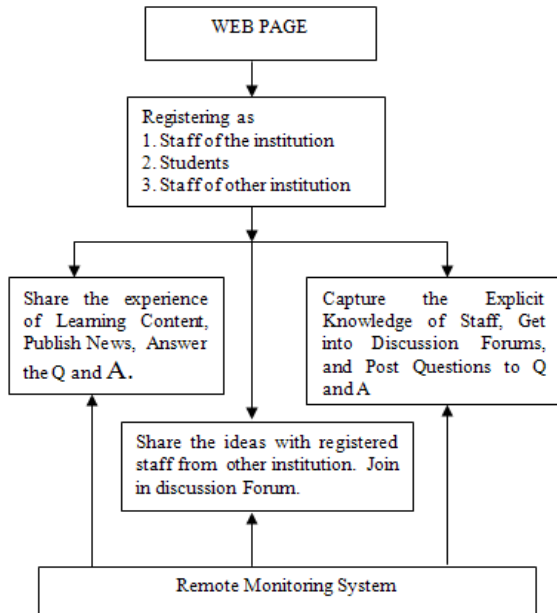 WEB PAGE
Registering as
1. Staff of the institution
2. Students
3. Staff of other institution
Share the experience
of Learning Content,
Publish News, Answer
the Q and A.
Capture the Explicit
Knowledge of Staff, Get
into Discussion Forums,
and Post Questions to Q
and A
Share the ideas with registered
staff from other institution. Join
in discussion Forum.
Remote Monitoring System